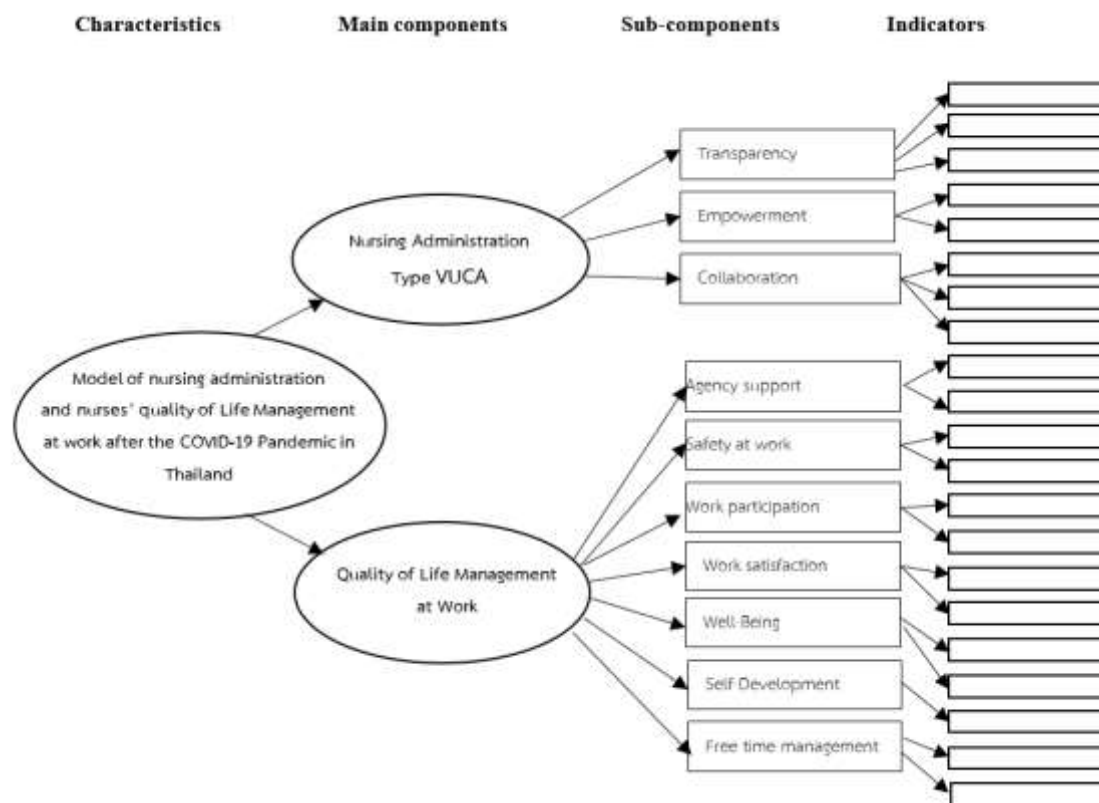 Characteristics
Main components
Sub-components
Indicators
Transparency
Empowerment
Collaboration
Nursing Administration
Type VUCA
Model of nursing administration
and nurses' quality of Life Management
at work after the COVID-19 Pandemic in
Thailand
Agency support
Safety at work
Work participation
Work satisfaction
Well-Being
Self Development
Free time management
Quality of Life Management
at Work